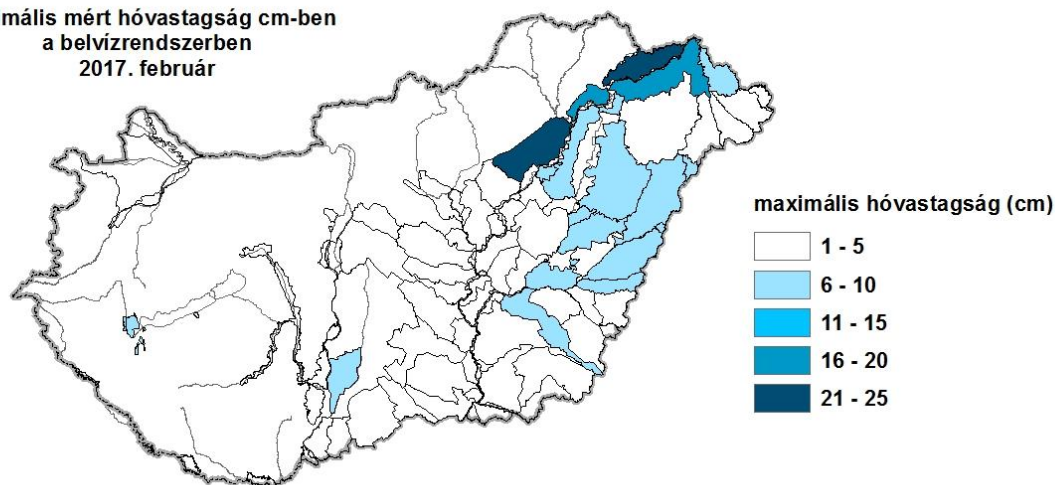 mális mért hóvastagság cm-ben
a belvízrendszerben
2017. február
maximális hóvastagság (cm)
1 - 5
6 - 10
11 - 15
16 - 20
21 - 25